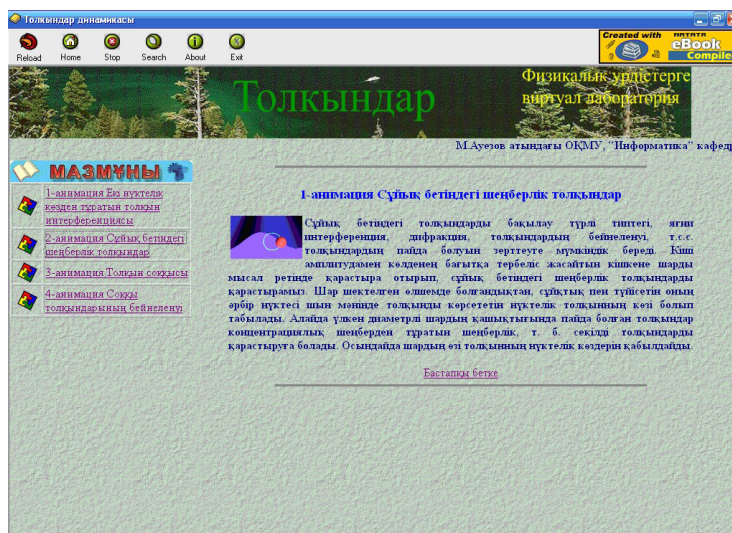 Толкындар динамикасы
Reload Home Stop Search About Exit
Created with
eBook
Compile
Толкындар
Физикалык үрдістерге
виртуал лаборатория
М.Ауезов атындағы ОҚМУ, "Информатика" кафед
МАЗМҰНЫ
1-анимация Екі нүктелік
көзден тұратын толқын
интерференциясы
2-анимация Сұйық бетіндегі
шеңберлік толқындар
3-анимация Толқын соққысы
4-анимация Соққы
толқындарының бейнеленуі
1-анимация Сұйық бетіндегі шеңберлік толқындар
Сұйық бетіндегі толқындарды бақылау түрлі типтегі, яғни
интерференция, дифракция, толқындардың бейнеленуі, т.с.с.
толқындардың пайда болуын зерттеуге мүмкіндік береді. Кіші
амплитудамен көлденең бағытқа тербеліс жасайтын кішкене шарды
мысал ретінде қарастыра отырып, сұйық бетіндегі шеңберлік толқындарды
қарастырамыз. Шар шектелген өлшемде болғандықтан, сұйқтық пен түйісетін оның
әрбір нүктесі шын мәнінде толқынды көрсететін нүктелік толқынның көзі болып
табылады. Алайда үлкен диаметрлі шардың қашықтығында пайда болған толқындар
концентрациялық шеңберден тұратын шеңберлік, т. б. секілді толқындарды
қарастыруға болады. Осындайда шардың өзі толқынның нүктелік көздерін қабылдайды.
Бастапқы бетке